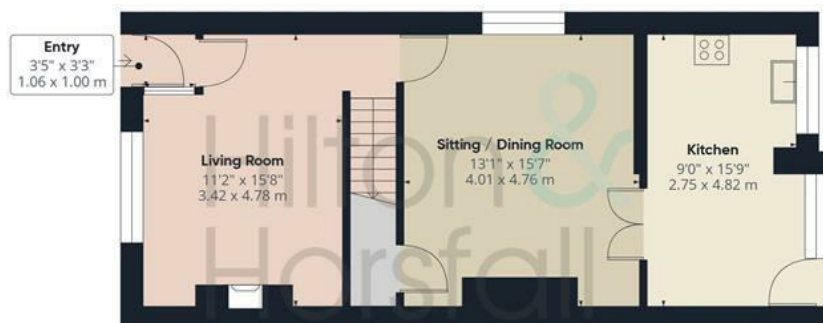 Entry
3'5" x 3'3"
1.06 x 1.00 m
Living Room
11'2" x 15'8"
3.42 x 4.78 m
Sitting / Dining Room
13'1" x 15'7"
4.01 x 4.76 m
Kitchen
9'0" x 15'9"
2.75 x 4.82 m
Hilton &
Horsfall